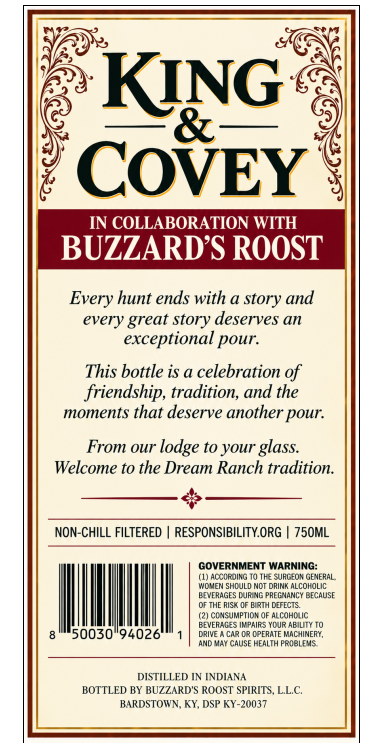 KING
&
COVEY
IN COLLABORATION WITH
BUZZARD'S ROOST
Every hunt ends with a story and
every great story deserves an
exceptional pour.
This bottle is a celebration of
friendship, tradition, and the
moments that deserve another pour.
From our lodge to your glass.
Welcome to the Dream Ranch tradition.
NON-CHILL FILTERED | RESPONSIBILITY.ORG | 750ML
GOVERNMENT WARNING:
(1) ACCORDING TO THE SURGEON GENERAL,
WOMEN SHOULD NOT DRINK ALCOHOLIC
BEVERAGES DURING PREGNANCY BECAUSE
OF THE RISK OF BIRTH DEFECTS.
(2) CONSUMPTION OF ALCOHOLIC
BEVERAGES IMPAIRS YOUR ABILITY TO
DRIVE A CAR OR OPERATE MACHINERY,
AND MAY CAUSE HEALTH PROBLEMS.
8 50030 94026 1
DISTILLED IN INDIANA
BOTTLED BY BUZZARD'S ROOST SPIRITS, L.L.C.
BARDSTOWN, KY, DSP KY-20037